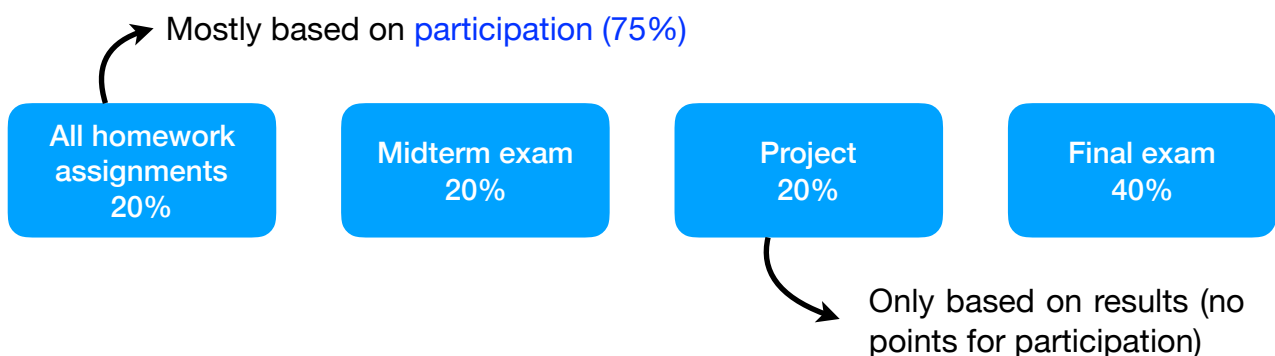 Mostly based on participation (75%)
All homework
assignments
20%
Midterm exam
20%
Project
20%
Final exam
40%
Only based on results (no
points for participation)